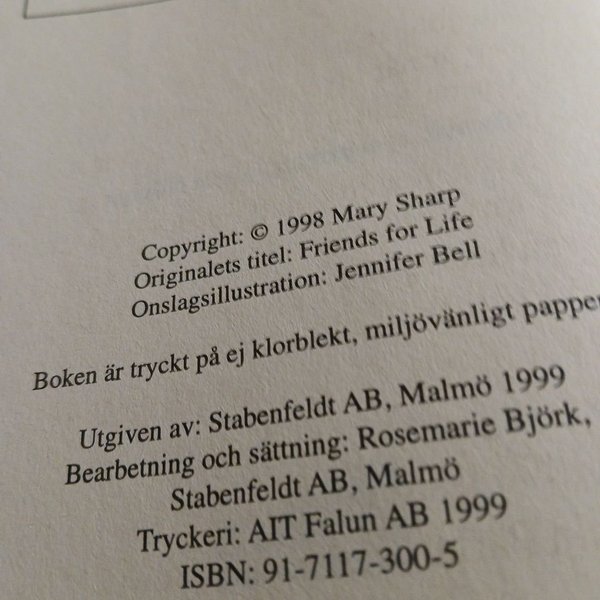 Copyright: © 1998 Mary Sharp
Originalets titel: Friends for Life
Onslagsillustration: Jennifer Bell
Boken är tryckt på ej klorblekt, miljövänligt papper
Utgiven av: Stabenfeldt AB, Malmö 1999
Bearbetning och sättning: Rosemarie Björk,
Stabenfeldt AB, Malmö
Tryckeri: AIT Falun AB 1999
ISBN: 91-7117-300-5